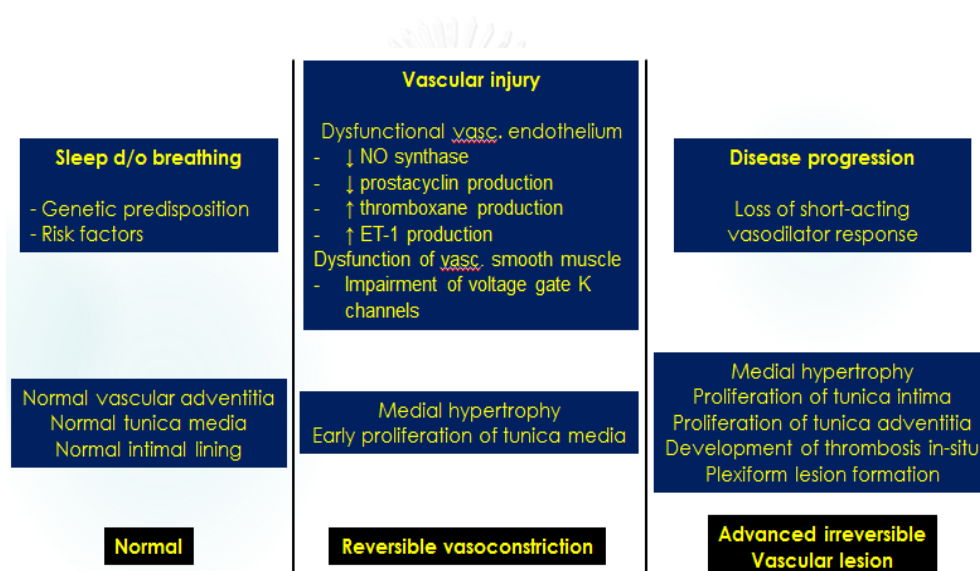 Sleep d/o breathing
- Genetic predisposition
- Risk factors
Normal vascular adventitia
Normal tunica media
Normal intimal lining
Normal
Vascular injury
Dysfunctional vasc. endothelium
- ↓ NO synthase
- ↓ prostacyclin production
- ↑ thromboxane production
- ↑ ET-1 production
Dysfunction of vasc. smooth muscle
- Impairment of voltage gate K
channels
Medial hypertrophy
Early proliferation of tunica media
Reversible vasoconstriction
Disease progression
Loss of short-acting
vasodilator response
Medial hypertrophy
Proliferation of tunica intima
Proliferation of tunica adventitia
Development of thrombosis in-situ
Plexiform lesion formation
Advanced irreversible
Vascular lesion